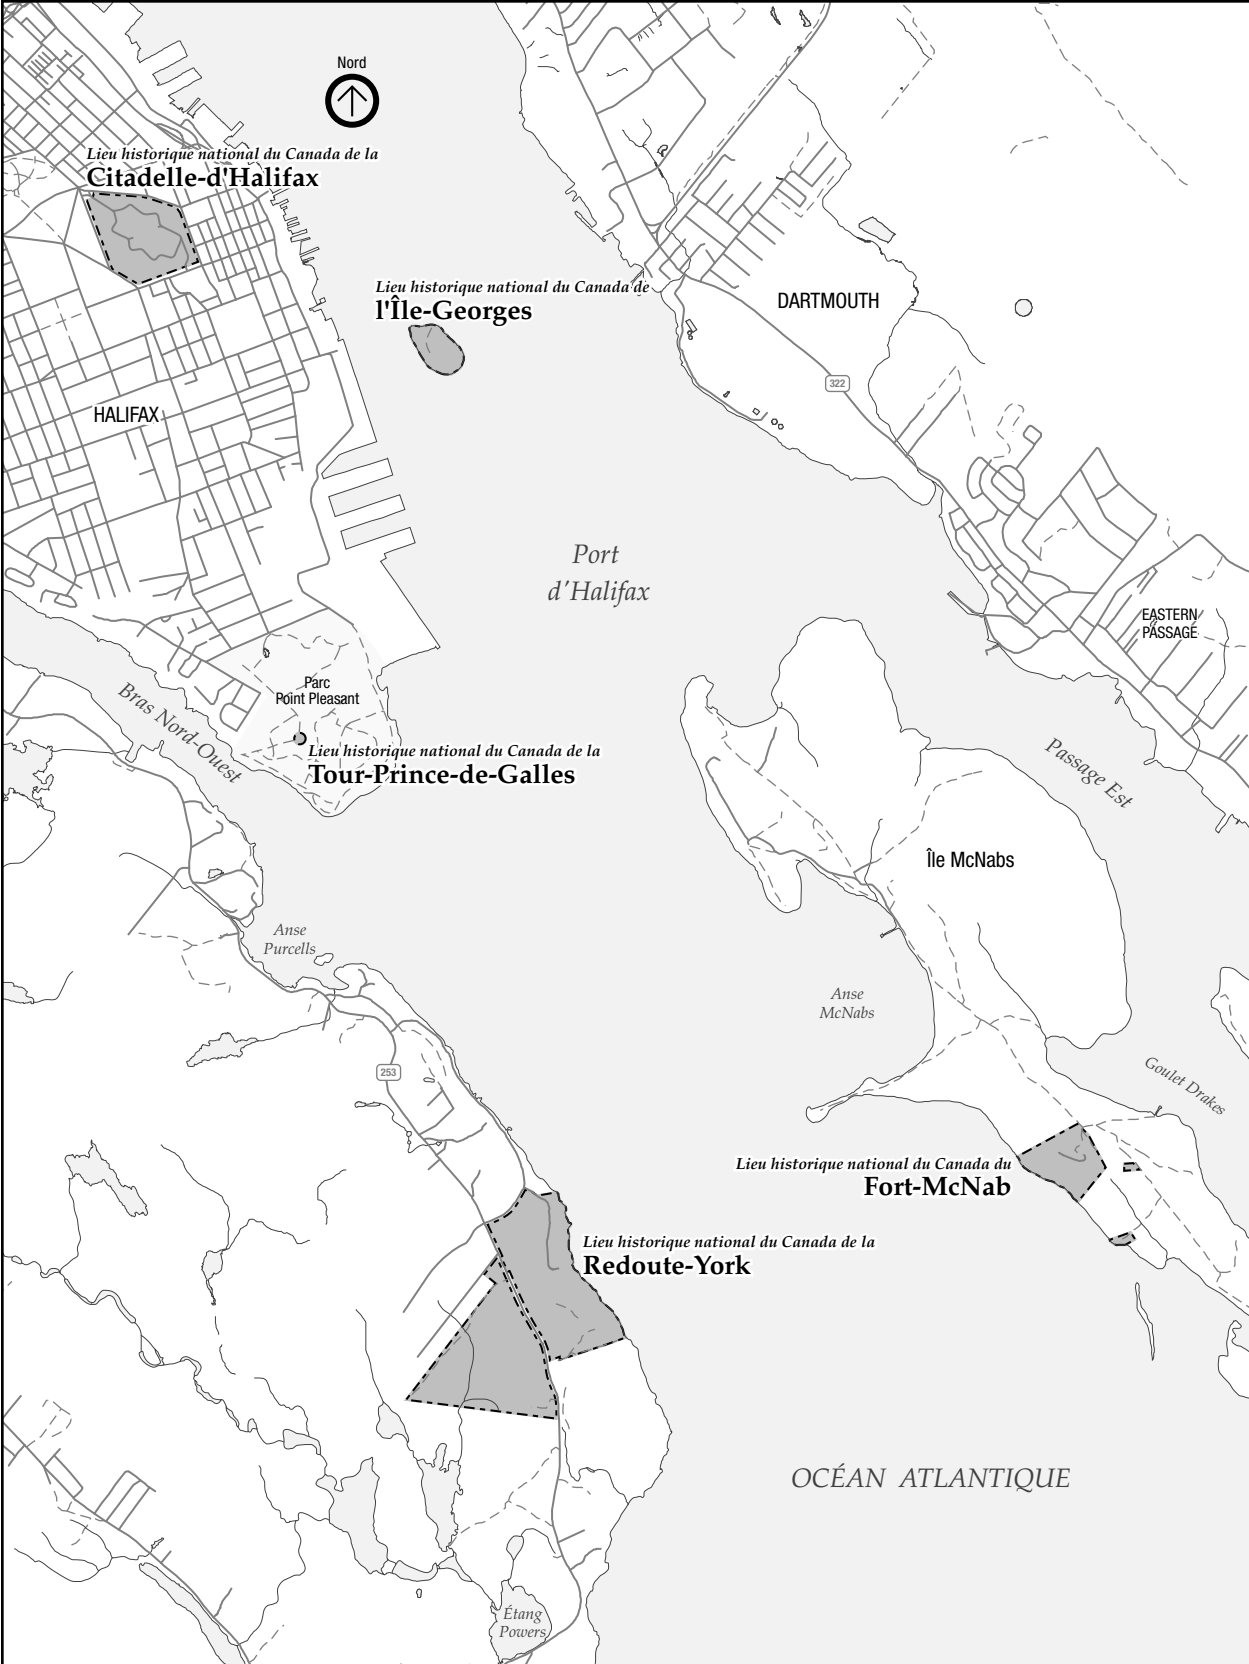 Nord
Lieu historique national du Canada de la
Citadelle-d'Halifax
Lieu historique national du Canada de
l'Île-Georges
DARTMOUTH
322
HALIFAX
Port
d'Halifax
EASTERN
PASSAGE
Parc
Point Pleasant
Bras Nord-Ouest
Lieu historique national du Canada de la
Tour-Prince-de-Galles
Passage Est
Île McNabs
Anse
Purcells
Anse
McNabs
253
Goulet Drakes
Lieu historique national du Canada du
Fort-McNab
Lieu historique national du Canada de la
Redoute-York
OCÉAN ATLANTIQUE
Étang
Powers